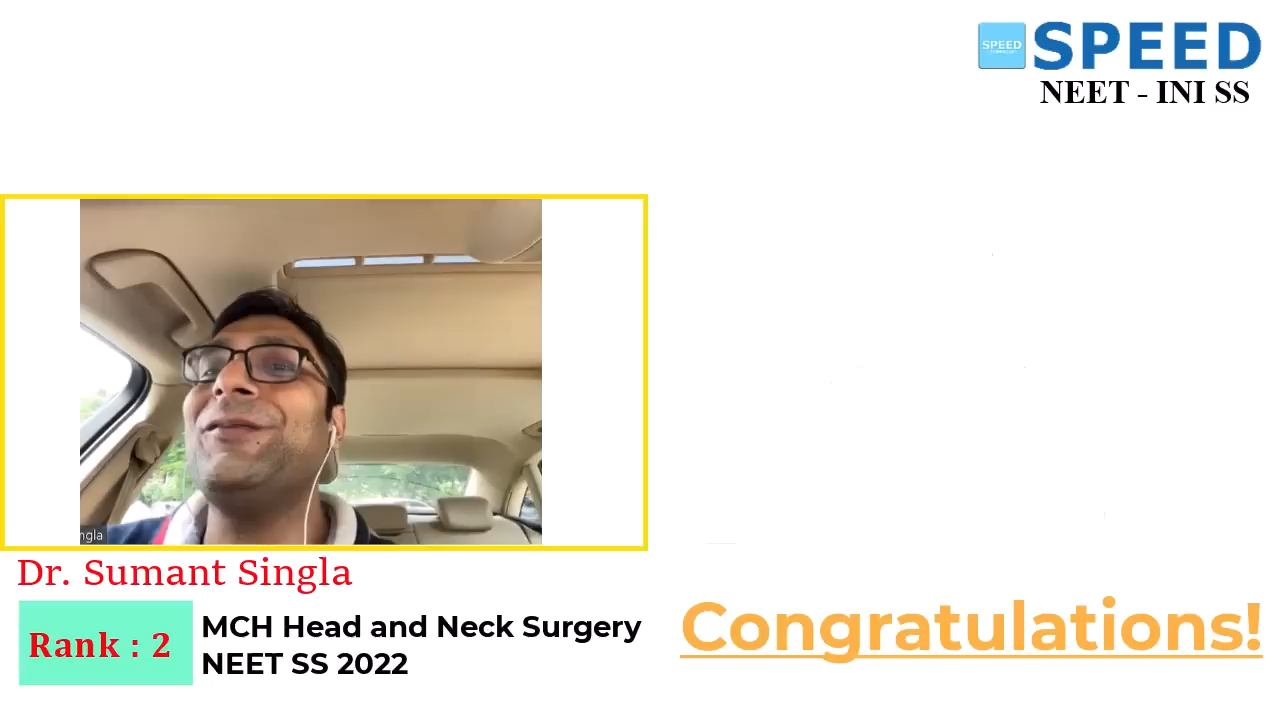 SPEED
SPEED
NEET - INI SS
ngla
Dr. Sumant Singla
Rank : 2
MCH Head and Neck Surgery
NEET SS 2022
Congratulations!